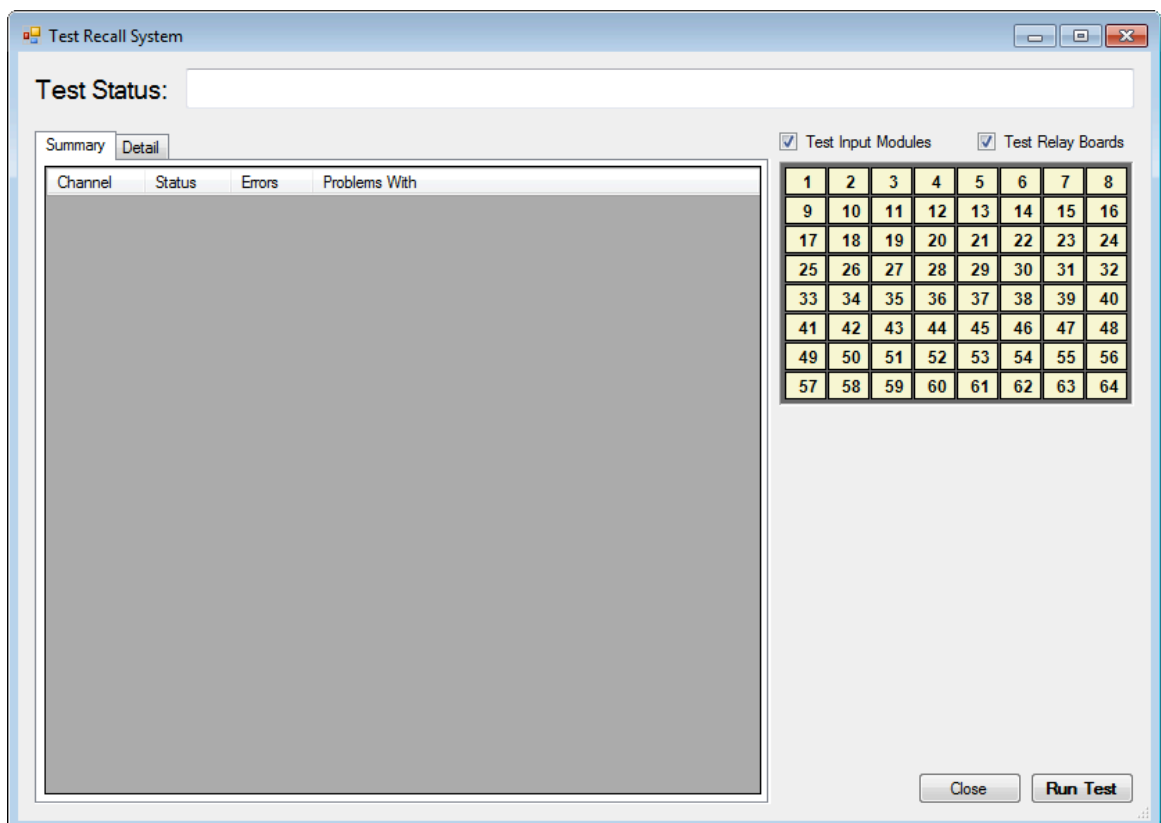 Test Recall System
Test Status:
Summary Detail
Test Input Modules Test Relay Boards
Channel Status Errors Problems With
1 2 3 4 5 6 7 8
9 10 11 12 13 14 15 16
17 18 19 20 21 22 23 24
25 26 27 28 29 30 31 32
33 34 35 36 37 38 39 40
41 42 43 44 45 46 47 48
49 50 51 52 53 54 55 56
57 58 59 60 61 62 63 64
Close Run Test